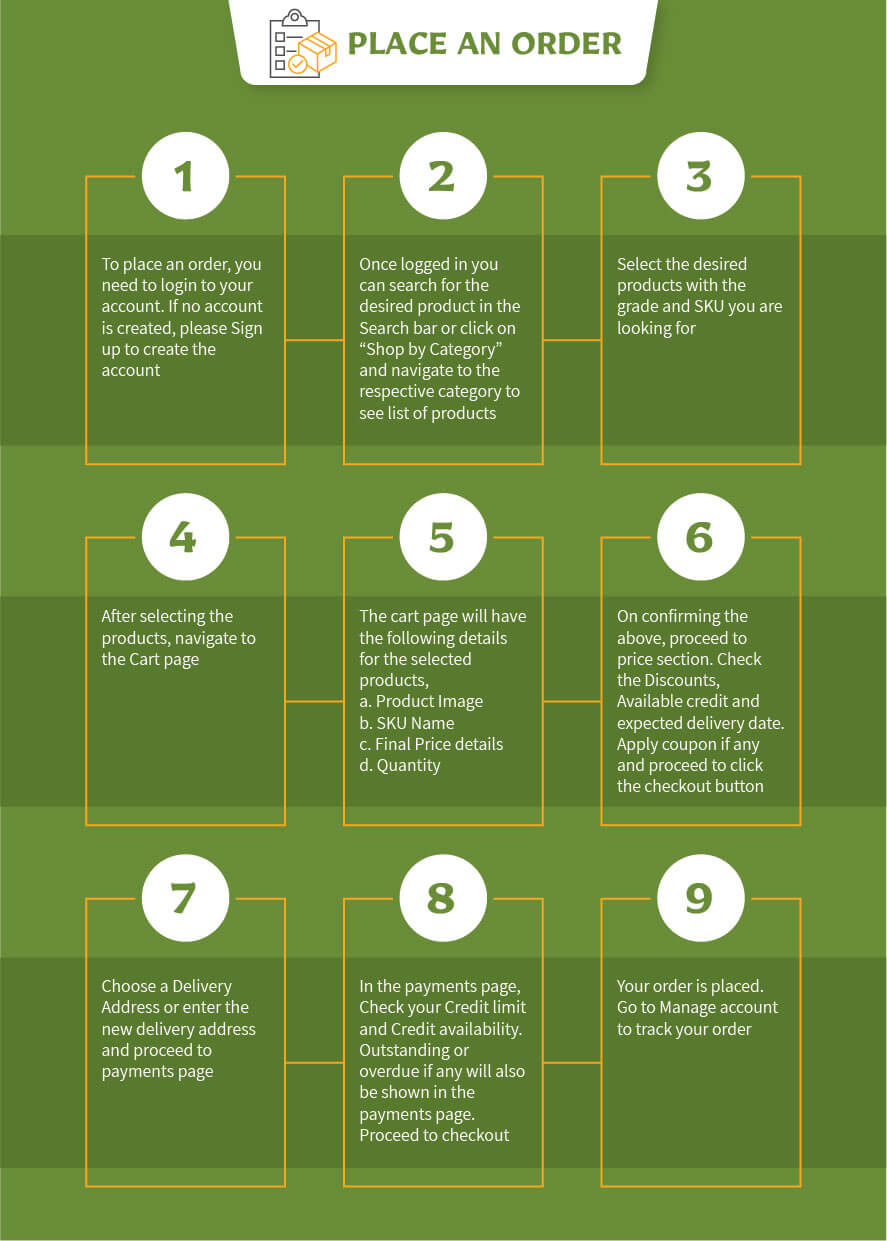 PLACE AN ORDER
1
To place an order, you
need to login to your
account. If no account
is created, please Sign
up to create the
account
2
Once logged in you
can search for the
desired product in the
Search bar or click on
“Shop by Category”
and navigate to the
respective category to
see list of products
3
Select the desired
products with the
grade and SKU you are
looking for
4
After selecting the
products, navigate to
the Cart page
5
The cart page will have
the following details
for the selected
products,
a. Product Image
b. SKU Name
c. Final Price details
d. Quantity
6
On confirming the
above, proceed to
price section. Check
the Discounts,
Available credit and
expected delivery date.
Apply coupon if any
and proceed to click
the checkout button
7
Choose a Delivery
Address or enter the
new delivery address
and proceed to
payments page
8
In the payments page,
Check your Credit limit
and Credit availability.
Outstanding or
overdue if any will also
be shown in the
payments page.
Proceed to checkout
9
Your order is placed.
Go to Manage account
to track your order